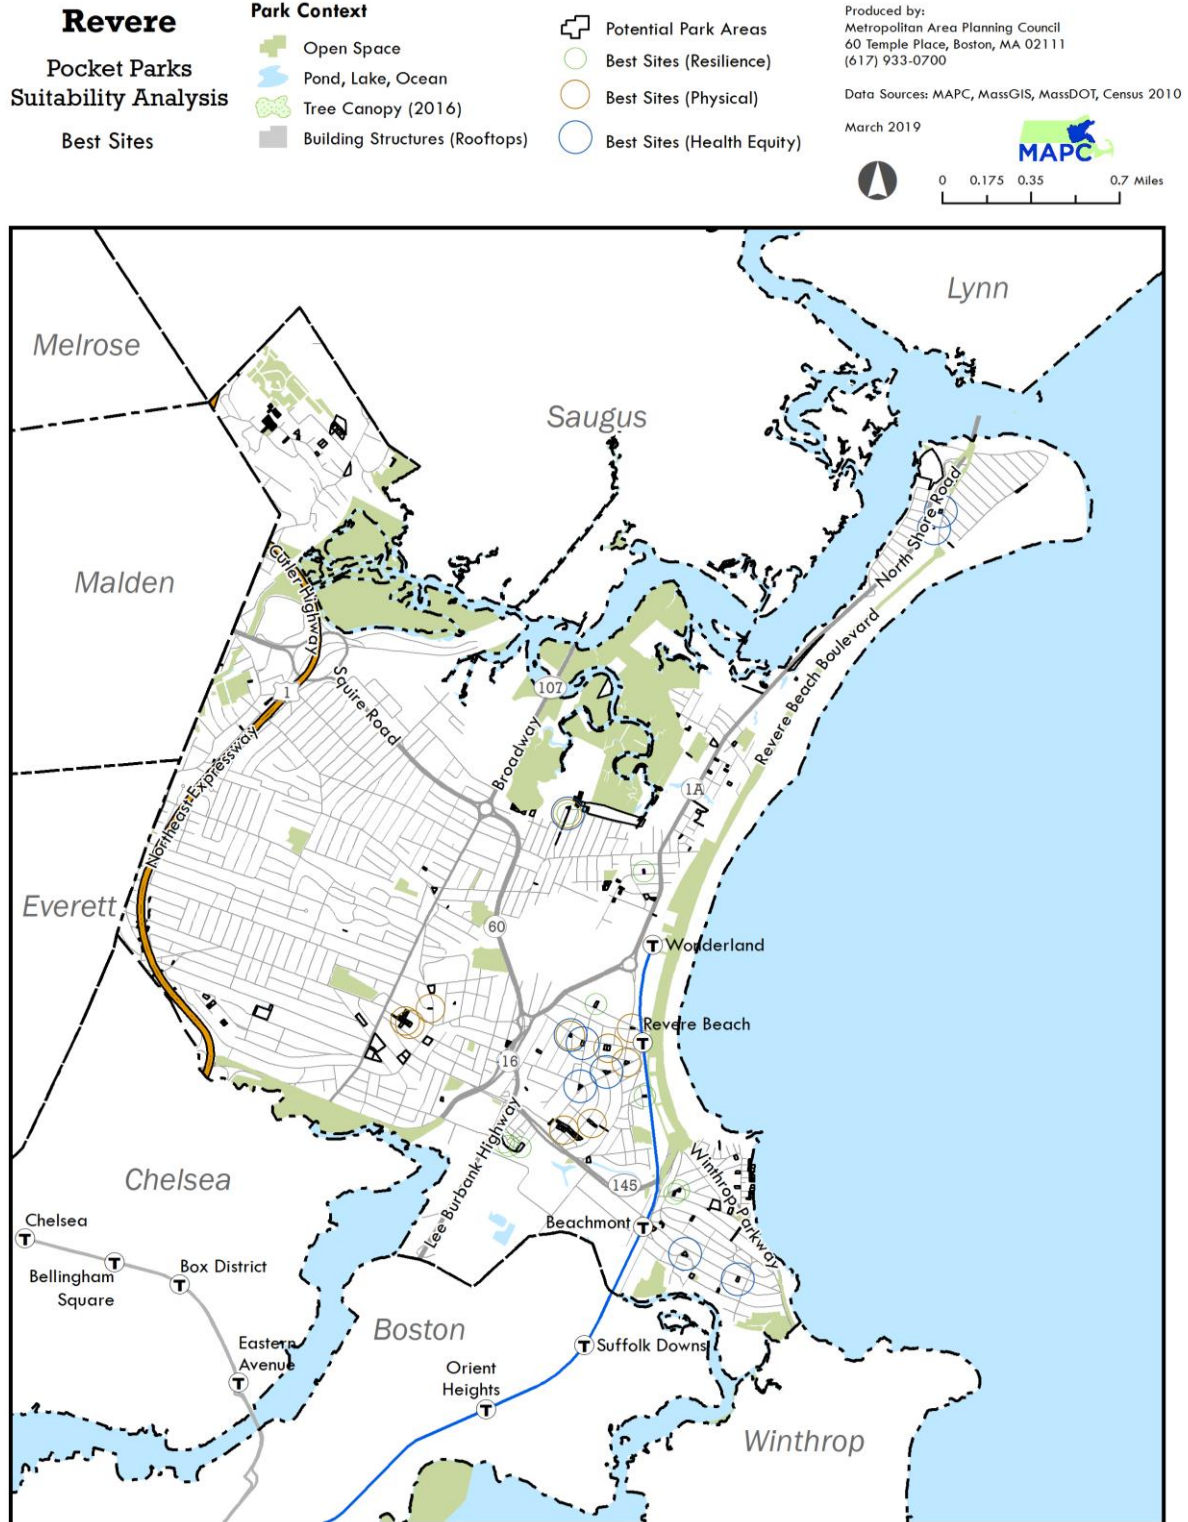 Revere
Pocket Parks
Suitability Analysis
Best Sites
Park Context
Open Space
Pond, Lake, Ocean
Tree Canopy (2016)
Building Structures (Rooftops)
Potential Park Areas
Best Sites (Resilience)
Best Sites (Physical)
Best Sites (Health Equity)
Produced by:
Metropolitan Area Planning Council
60 Temple Place, Boston, MA 02111
(617) 933-0700
Data Sources: MAPC, MassGIS, MassDOT, Census 2010
March 2019
MAPC
0 0.175 0.35 0.7 Miles
Lynn
Melrose
Saugus
North Shore Road
Malden
Cutler Highway
Revere Beach Boulevard
107
1
Squire Road
Broadway
Northeast Expressway
1A
Everett
60
T Wonderland
Revere Beach
T
16
Lee Burbank Highway
Winthrop Parkway
Chelsea
145
Chelsea
T
Beachmont T
Bellingham
Square
T
Box District
T
Boston
Eastern
Avenue
T
T Suffolk Downs
Orient
Heights
T
Winthrop